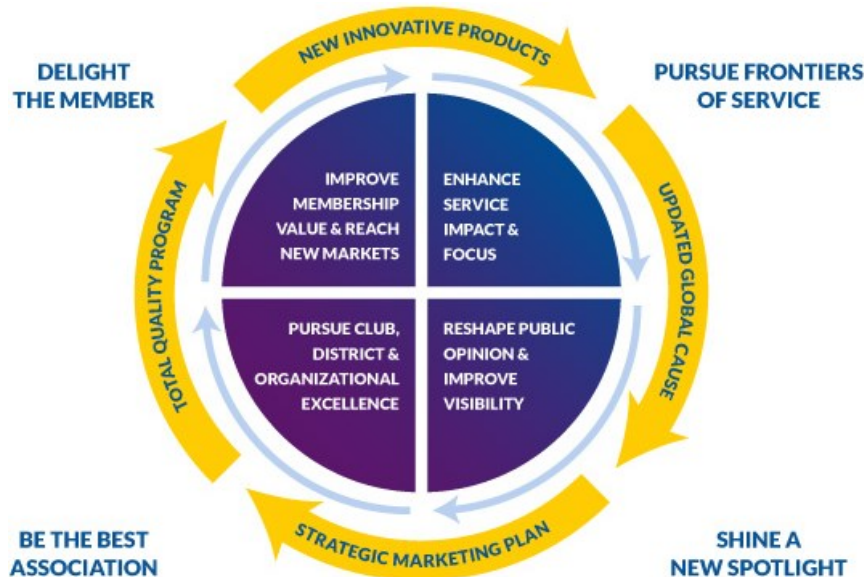 NEW INNOVATIVE PRODUCTS
DELIGHT
THE MEMBER
PURSUE FRONTIERS
OF SERVICE
TOTAL QUALITY PROGRAM
IMPROVE
MEMBERSHIP
VALUE & REACH
NEW MARKETS
ENHANCE
SERVICE
IMPACT &
FOCUS
UPDATED GLOBAL CAUSE
PURSUE CLUB,
DISTRICT &
ORGANIZATIONAL
EXCELLENCE
RESHAPE PUBLIC
OPINION &
IMPROVE
VISIBILITY
STRATEGIC MARKETING PLAN
BE THE BEST
ASSOCIATION
SHINE A
NEW SPOTLIGHT